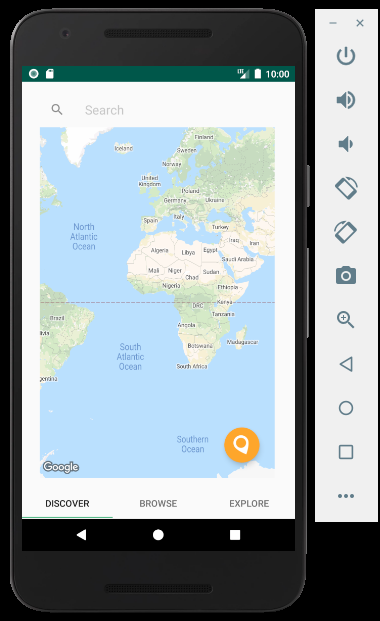 10:00
Search
Iceland
Finland
Sweden
Norway
United
Kingdom
Poland
Germany
Ukraine
Italy
Spain
Turkey
North
Atlantic
Ocean
Iraq
Iran
Algeria
Libya
Egypt
Saudi Arabia
Mali
Niger
Chad
Sudan
Nigeria
Ethiopia
Kenya
DRC
Brazil
Tanzania
Angola
livia
Botswana
Madagascar
South
Atlantic
Ocean
South Africa
gentina
Southern
Ocean
Google
DISCOVER
BROWSE
EXPLORE